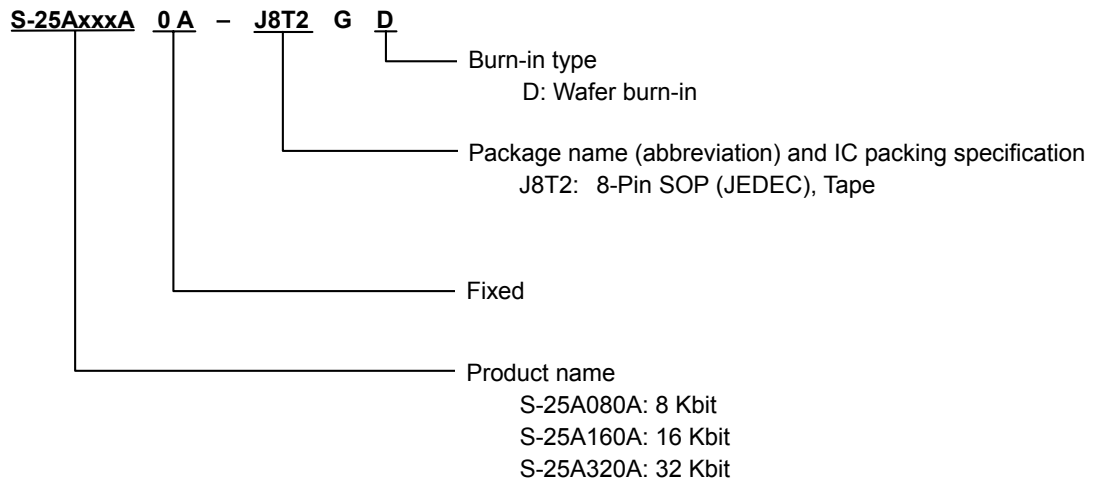 S-25AxxxA 0 A – J8T2 G D
Burn-in type
D: Wafer burn-in
Package name (abbreviation) and IC packing specification
J8T2: 8-Pin SOP (JEDEC), Tape
Fixed
Product name
S-25A080A: 8 Kbit
S-25A160A: 16 Kbit
S-25A320A: 32 Kbit